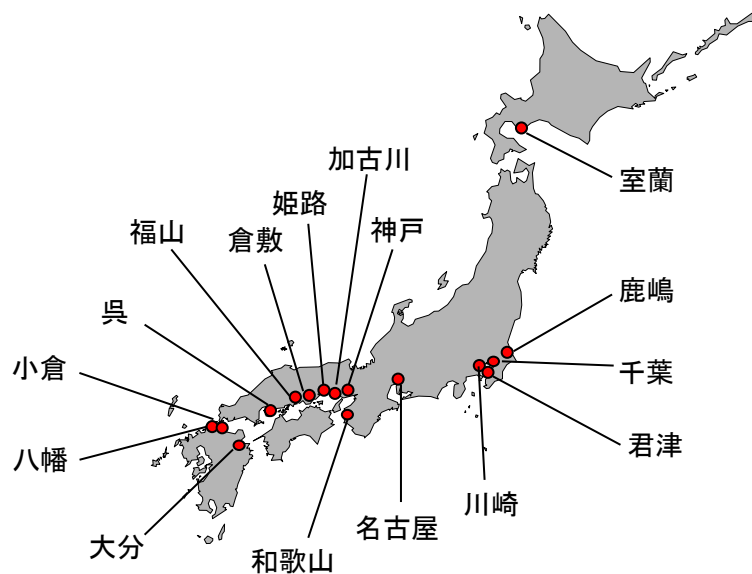 加古川
室蘭
姫路
神戸
福山
倉敷
鹿嶋
呉
小倉
千葉
君津
八幡
川崎
名古屋
大分
和歌山